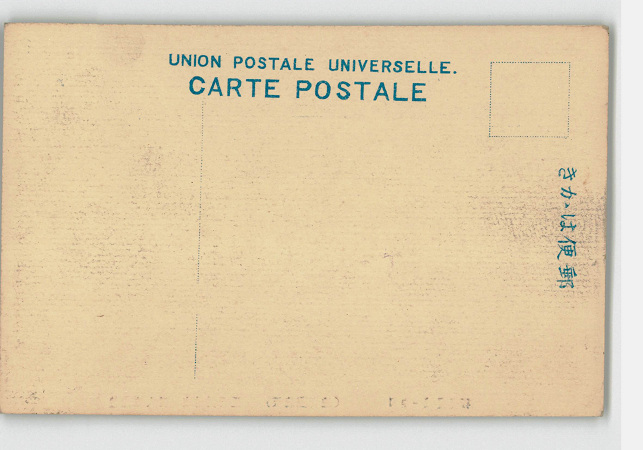 UNION POSTALE UNIVERSELLE.
CARTE POSTALE
郵便はがき